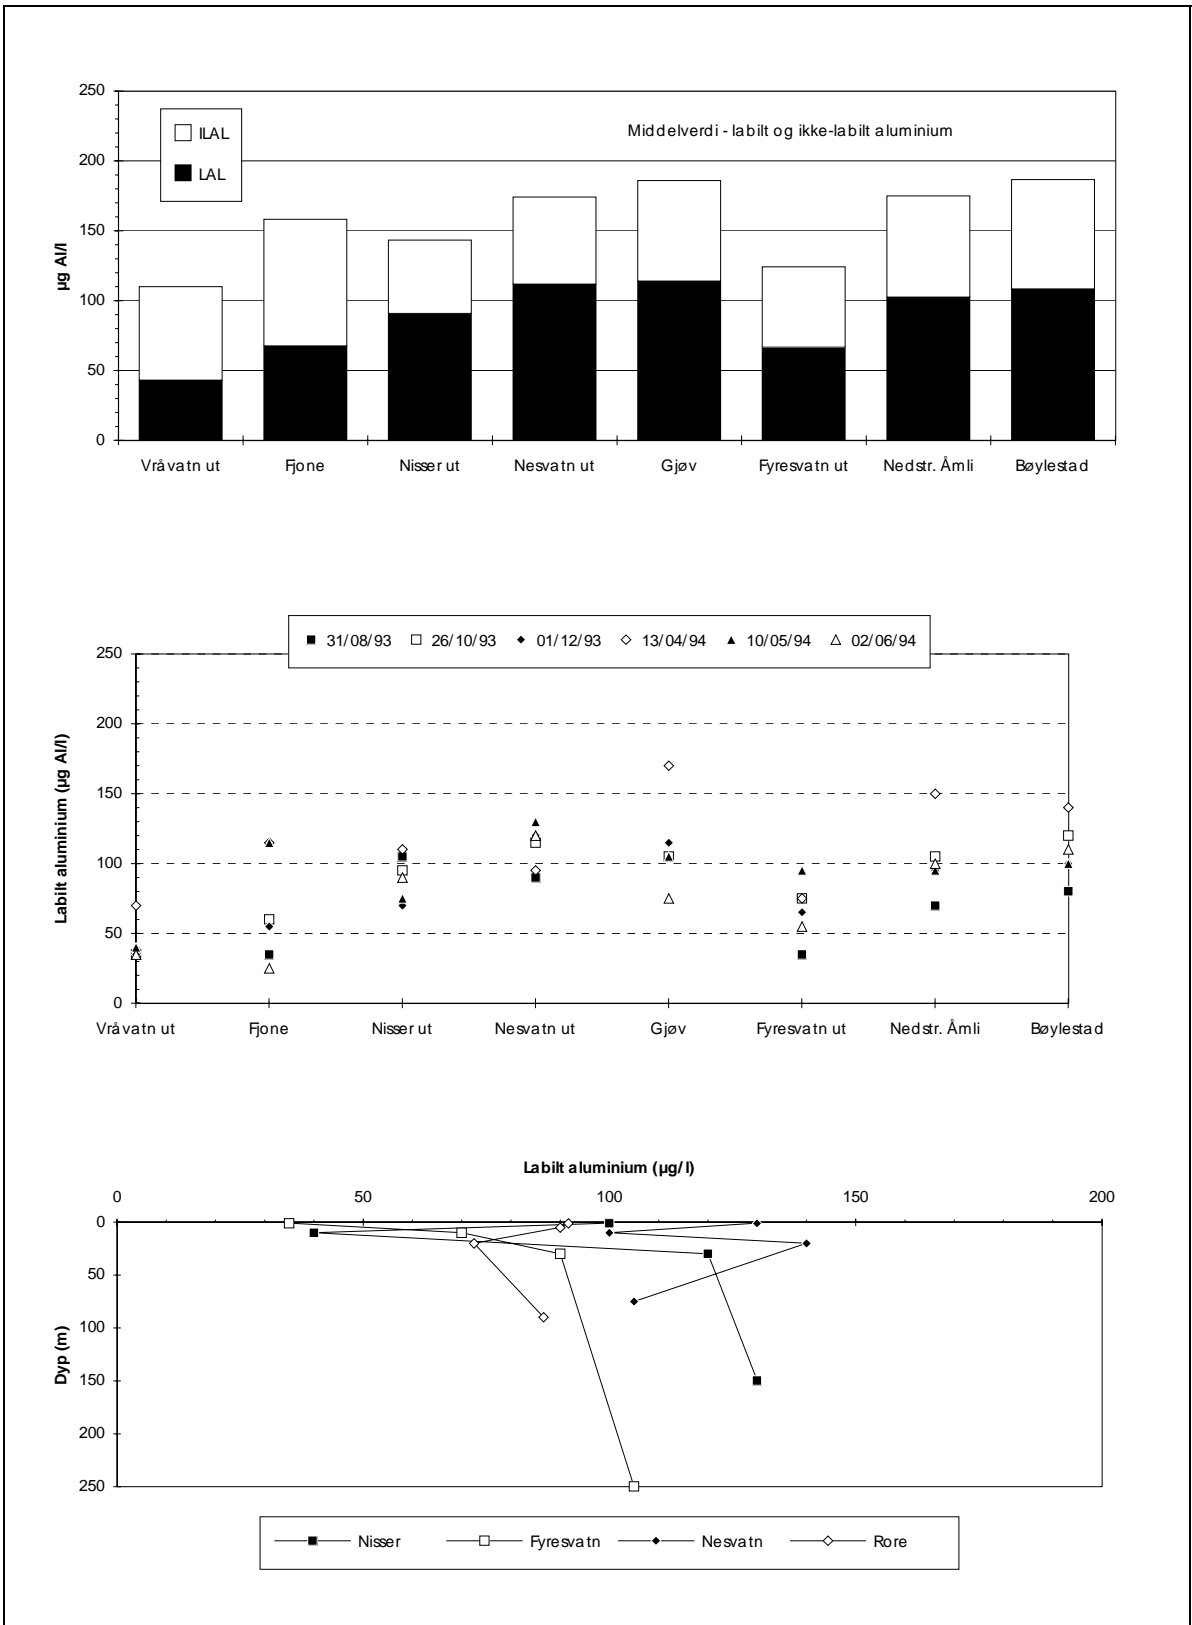 250
ILAL
LAL
Middelverdi - labilt og ikke-labilt aluminium
200
150
100
50
0
µg Al/l
Vråvatn ut Fjone Nisser ut Nesvatn ut Gjøv Fyresvatn ut Nedstr. Åmli Bøylestad
31/08/93 26/10/93 01/12/93 13/04/94 10/05/94 02/06/94
250
200
150
100
50
0
Labilt aluminium (µg Al/l)
Vråvatn ut Fjone Nisser ut Nesvatn ut Gjøv Fyresvatn ut Nedstr. Åmli Bøylestad
Labilt aluminium (µg/l)
0 50 100 150 200
0
50
100
150
200
250
Dyp (m)
Nisser Fyresvatn Nesvatn Rore